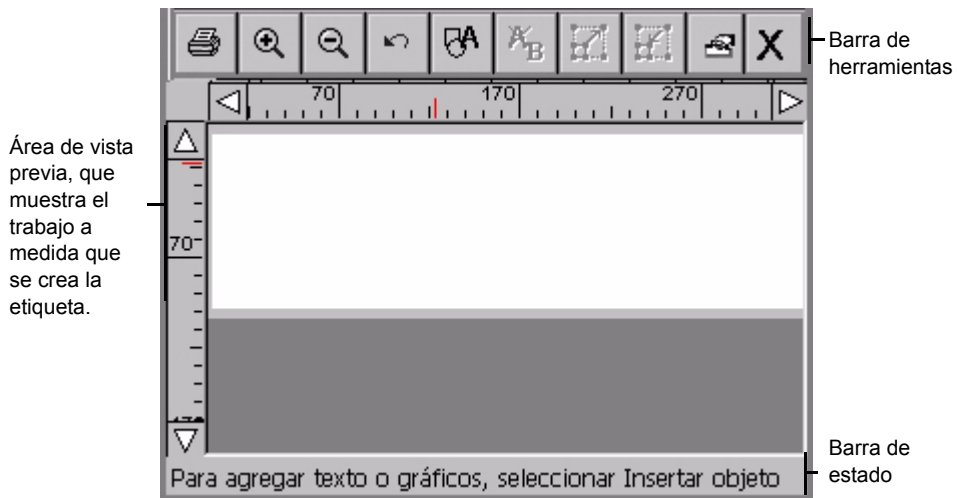 Barra de
herramientas
70 170 270
Área de vista
previa, que
muestra el
trabajo a
medida que
se crea la
etiqueta.
70
Barra de
estado
Para agregar texto o gráficos, seleccionar Insertar objeto